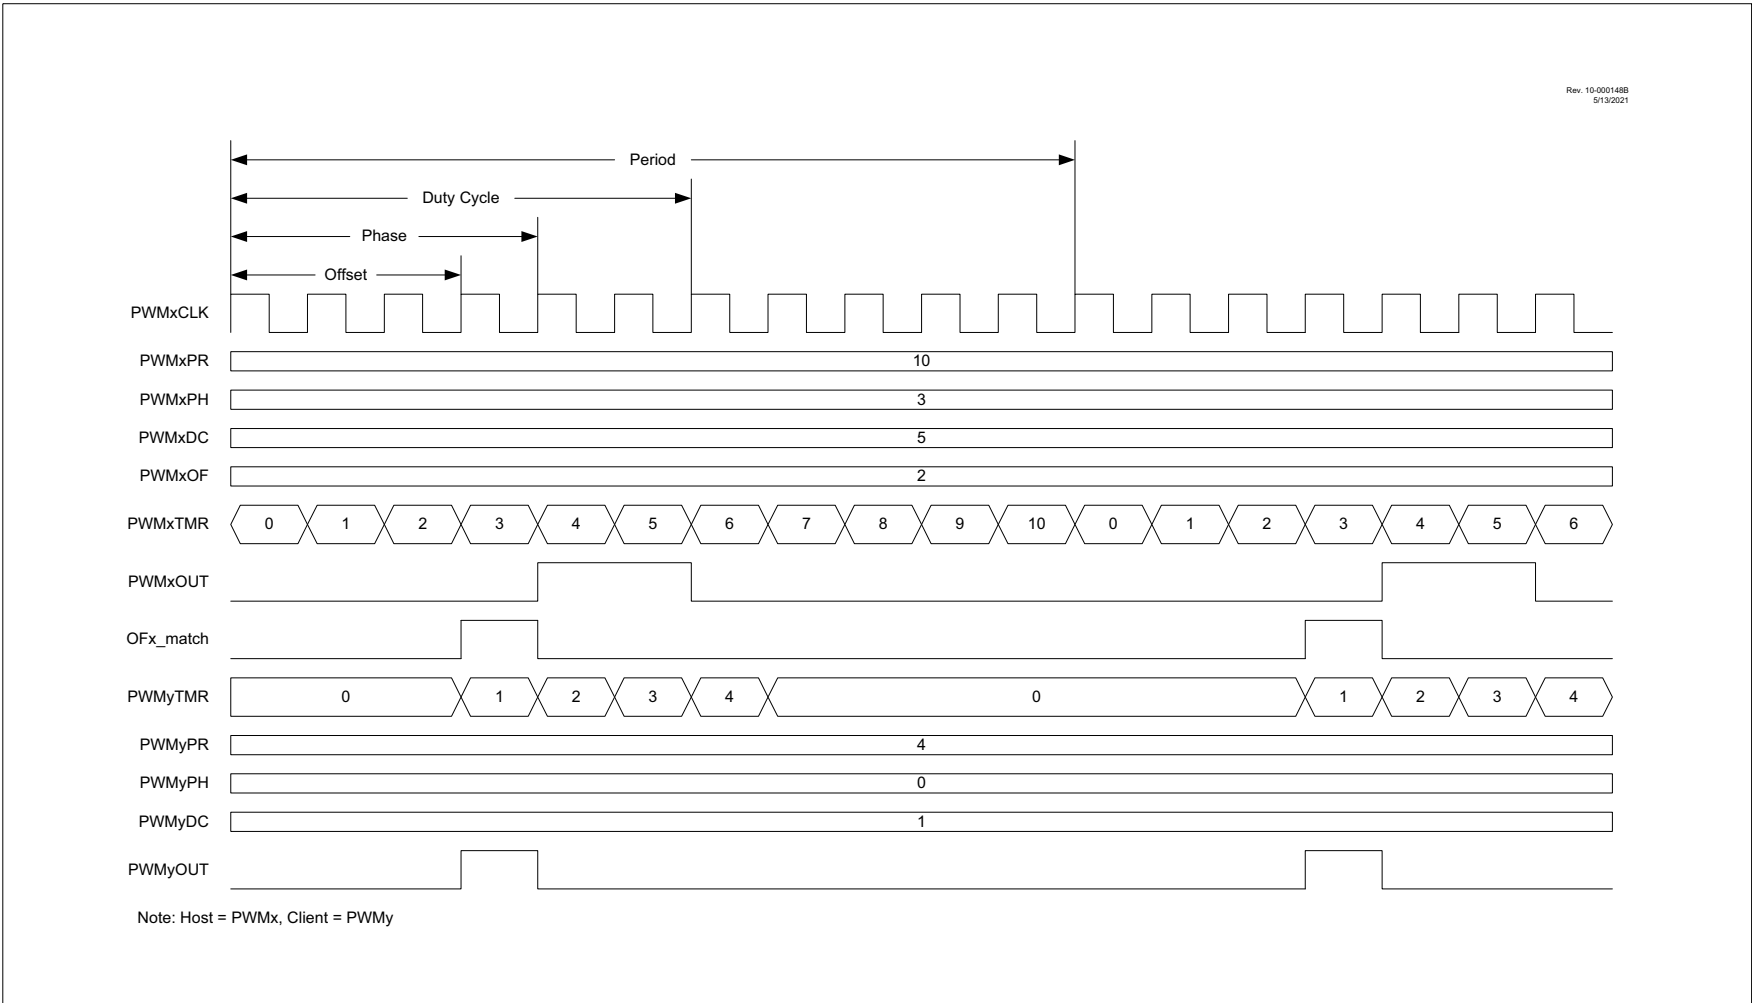 Rev. 10-000148B
5/13/2021
Period
Duty Cycle
Phase
Offset
PWMxCLK
PWMxPR 10
PWMxPH 3
PWMxDC 5
PWMxOF 2
PWMxTMR 0 1 2 3 4 5 6 7 8 9 10 0 1 2 3 4 5 6
PWMxOUT
OFx_match
PWMyTMR 0 1 2 3 4 0 1 2 3 4
PWMyPR 4
PWMyPH 0
PWMyDC 1
PWMyOUT
Note: Host = PWMx, Client = PWMy